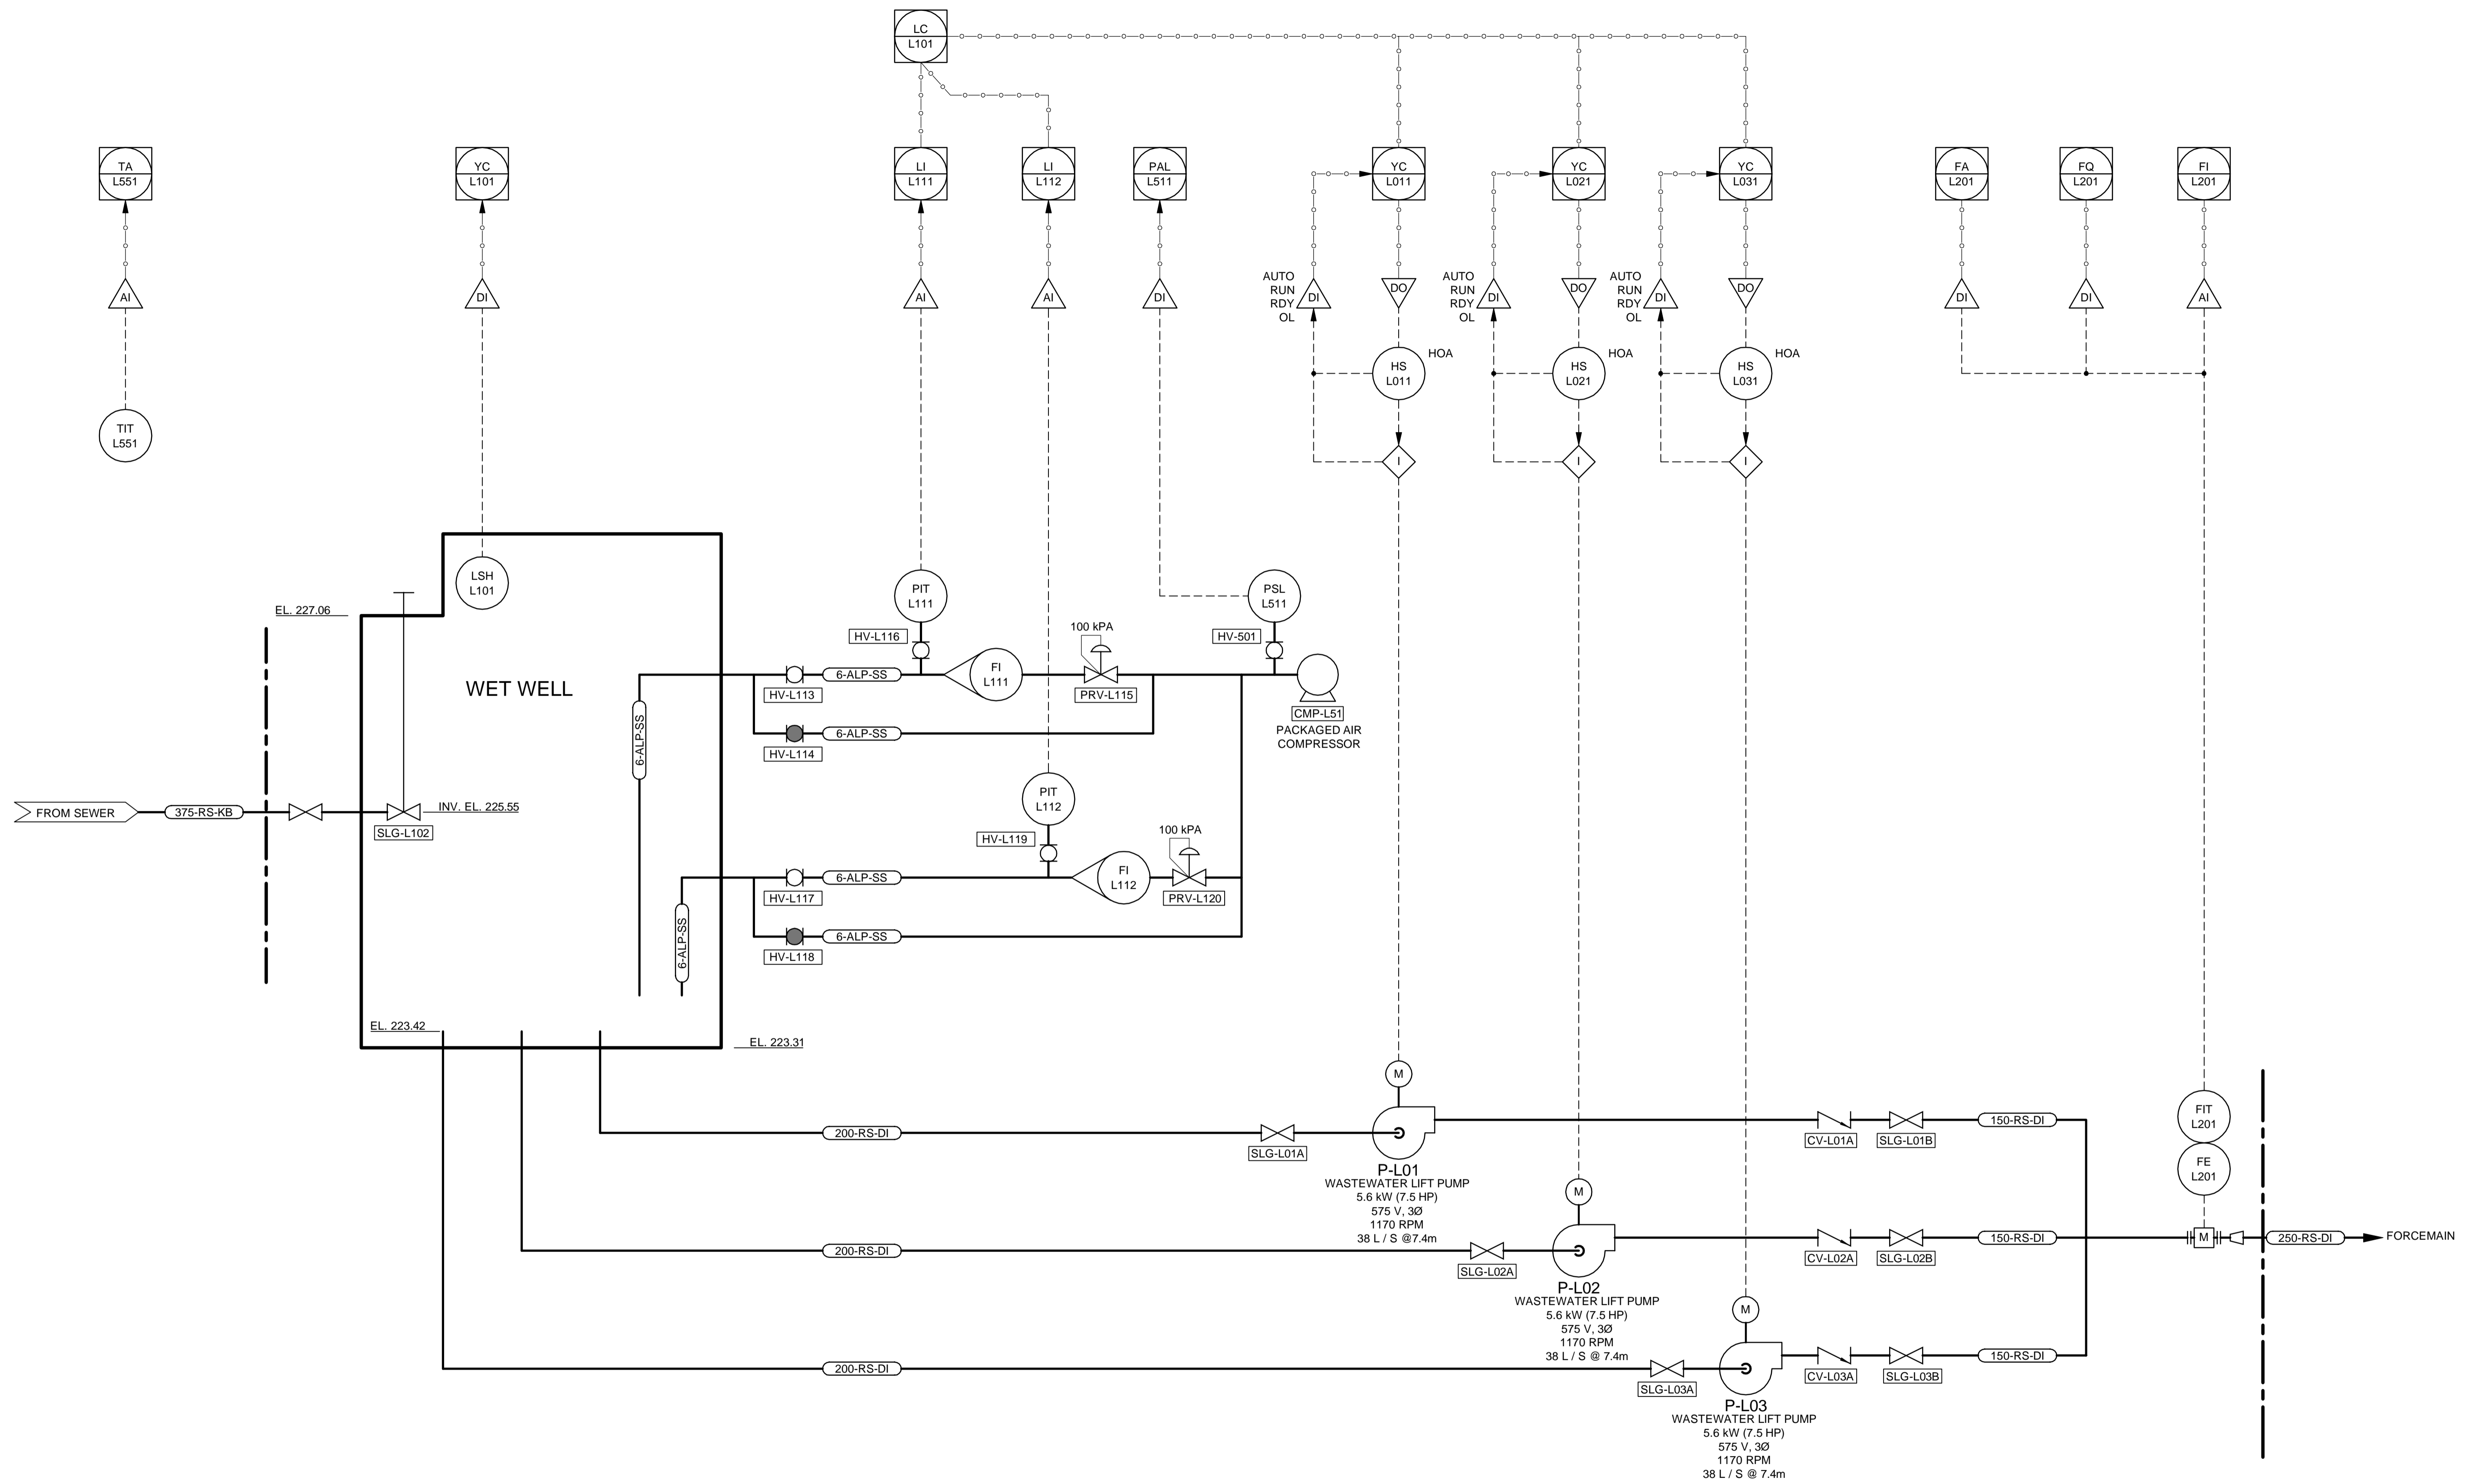 LC
L101
TA
L551
YC
L101
LI
L111
LI
L112
PAL
L511
YC
L011
YC
L021
YC
L031
FA
L201
FQ
L201
FI
L201
AI
DI
AI
AI
DI
AUTO
RUN
RDY
OL
DI
DO
AUTO
RUN
RDY
OL
DI
DO
AUTO
RUN
RDY
OL
DI
DO
DI
DI
AI
HS
L011
HOA
HS
L021
HOA
HS
L031
HOA
TIT
L551
I
I
I
LSH
L101
PIT
L111
PSL
L511
EL. 227.06
HV-L116
100 kPA
HV-501
WET WELL
6-ALP-SS
FI
L111
HV-L113
PRV-L115
CMP-L51
PACKAGED AIR
COMPRESSOR
6-ALP-SS
6-ALP-SS
HV-L114
PIT
L112
FROM SEWER
375-RS-KB
INV. EL. 225.55
SLG-L102
HV-L119
100 kPA
6-ALP-SS
FI
L112
HV-L117
PRV-L120
6-ALP-SS
6-ALP-SS
HV-L118
EL. 223.42
EL. 223.31
M
200-RS-DI
SLG-L01A
P-L01
WASTEWATER LIFT PUMP
5.6 kW (7.5 HP)
575 V, 3Ø
1170 RPM
38 L / S @7.4m
CV-L01A
SLG-L01B
150-RS-DI
FIT
L201
FE
L201
M
200-RS-DI
SLG-L02A
P-L02
WASTEWATER LIFT PUMP
5.6 kW (7.5 HP)
575 V, 3Ø
1170 RPM
38 L / S @ 7.4m
CV-L02A
SLG-L02B
150-RS-DI
M
250-RS-DI
FORCEMAIN
M
200-RS-DI
SLG-L03A
P-L03
WASTEWATER LIFT PUMP
5.6 kW (7.5 HP)
575 V, 3Ø
1170 RPM
38 L / S @ 7.4m
CV-L03A
SLG-L03B
150-RS-DI